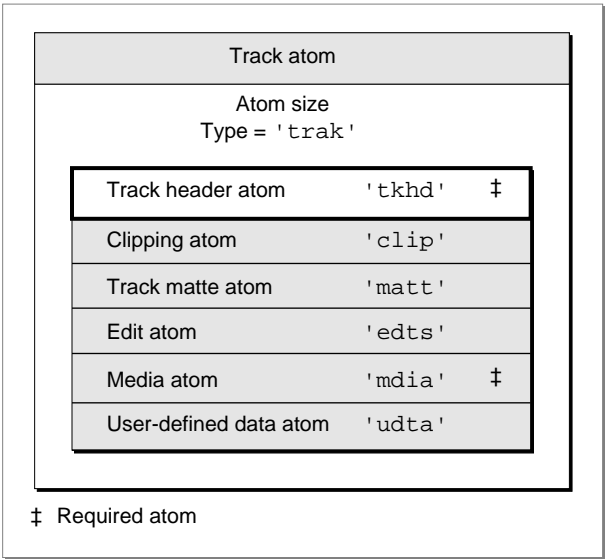 Track atom
Atom size
Type = 'trak'
Track header atom 'tkhd' ‡
Clipping atom 'clip'
Track matte atom 'matt'
Edit atom 'edts'
Media atom 'mdia' ‡
User-defined data atom 'udta'
‡ Required atom